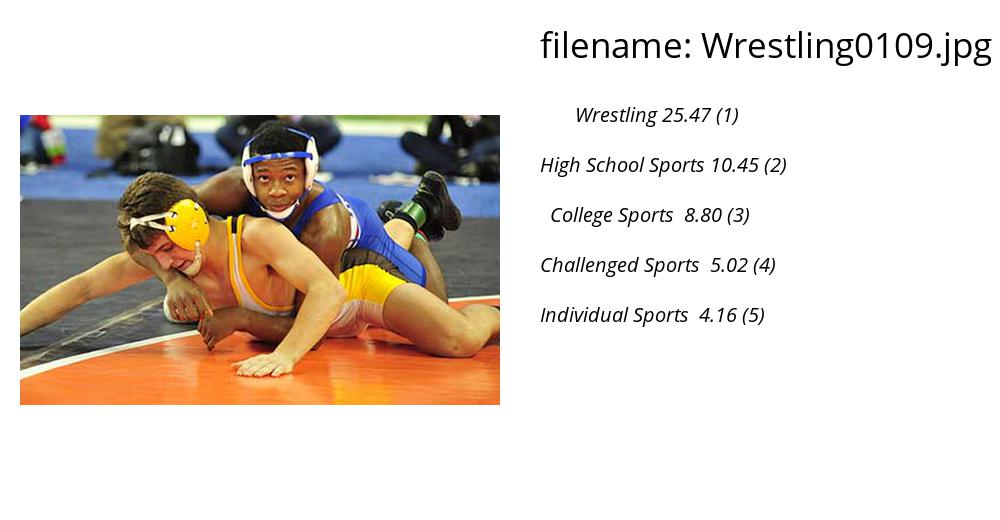 filename: Wrestling0109.jpg
Wrestling 25.47 (1)
High School Sports 10.45 (2)
College Sports 8.80 (3)
Challenged Sports 5.02 (4)
Individual Sports 4.16 (5)